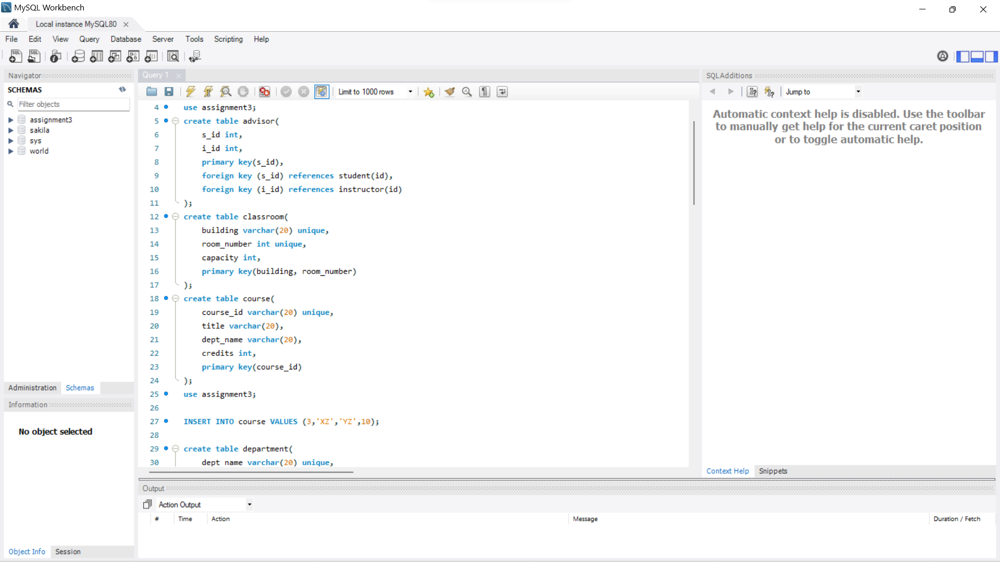 MySQL Workbench
Local instance MySQL80
File Edit View Query Database Server Tools Scripting Help
Navigator
SCHEMAS
Filter objects
assignment3
sakila
sys
world
Administration Schemas
Information
No object selected
Object Info Session
Query 1
Limit to 1000 rows
4 use assignment3;
5 create table advisor(
6 s_id int,
7 i_id int,
8 primary key(s_id),
9 foreign key (s_id) references student(id),
10 foreign key (i_id) references instructor(id)
11 );
12 create table classroom(
13 building varchar(20) unique,
14 room_number int unique,
15 capacity int,
16 primary key(building, room_number)
17 );
18 create table course(
19 course_id varchar(20) unique,
20 title varchar(20),
21 dept_name varchar(20),
22 credits int,
23 primary key(course_id)
24 );
25 use assignment3;
26
27 INSERT INTO course VALUES (3,'XZ','YZ',10);
28
29 create table department(
30 dept name varchar(20) unique,
SQLAdditions
Jump to
Automatic context help is disabled. Use the toolbar
to manually get help for the current caret position
or to toggle automatic help.
Context Help Snippets
Output
Action Output
# Time Action Message Duration / Fetch